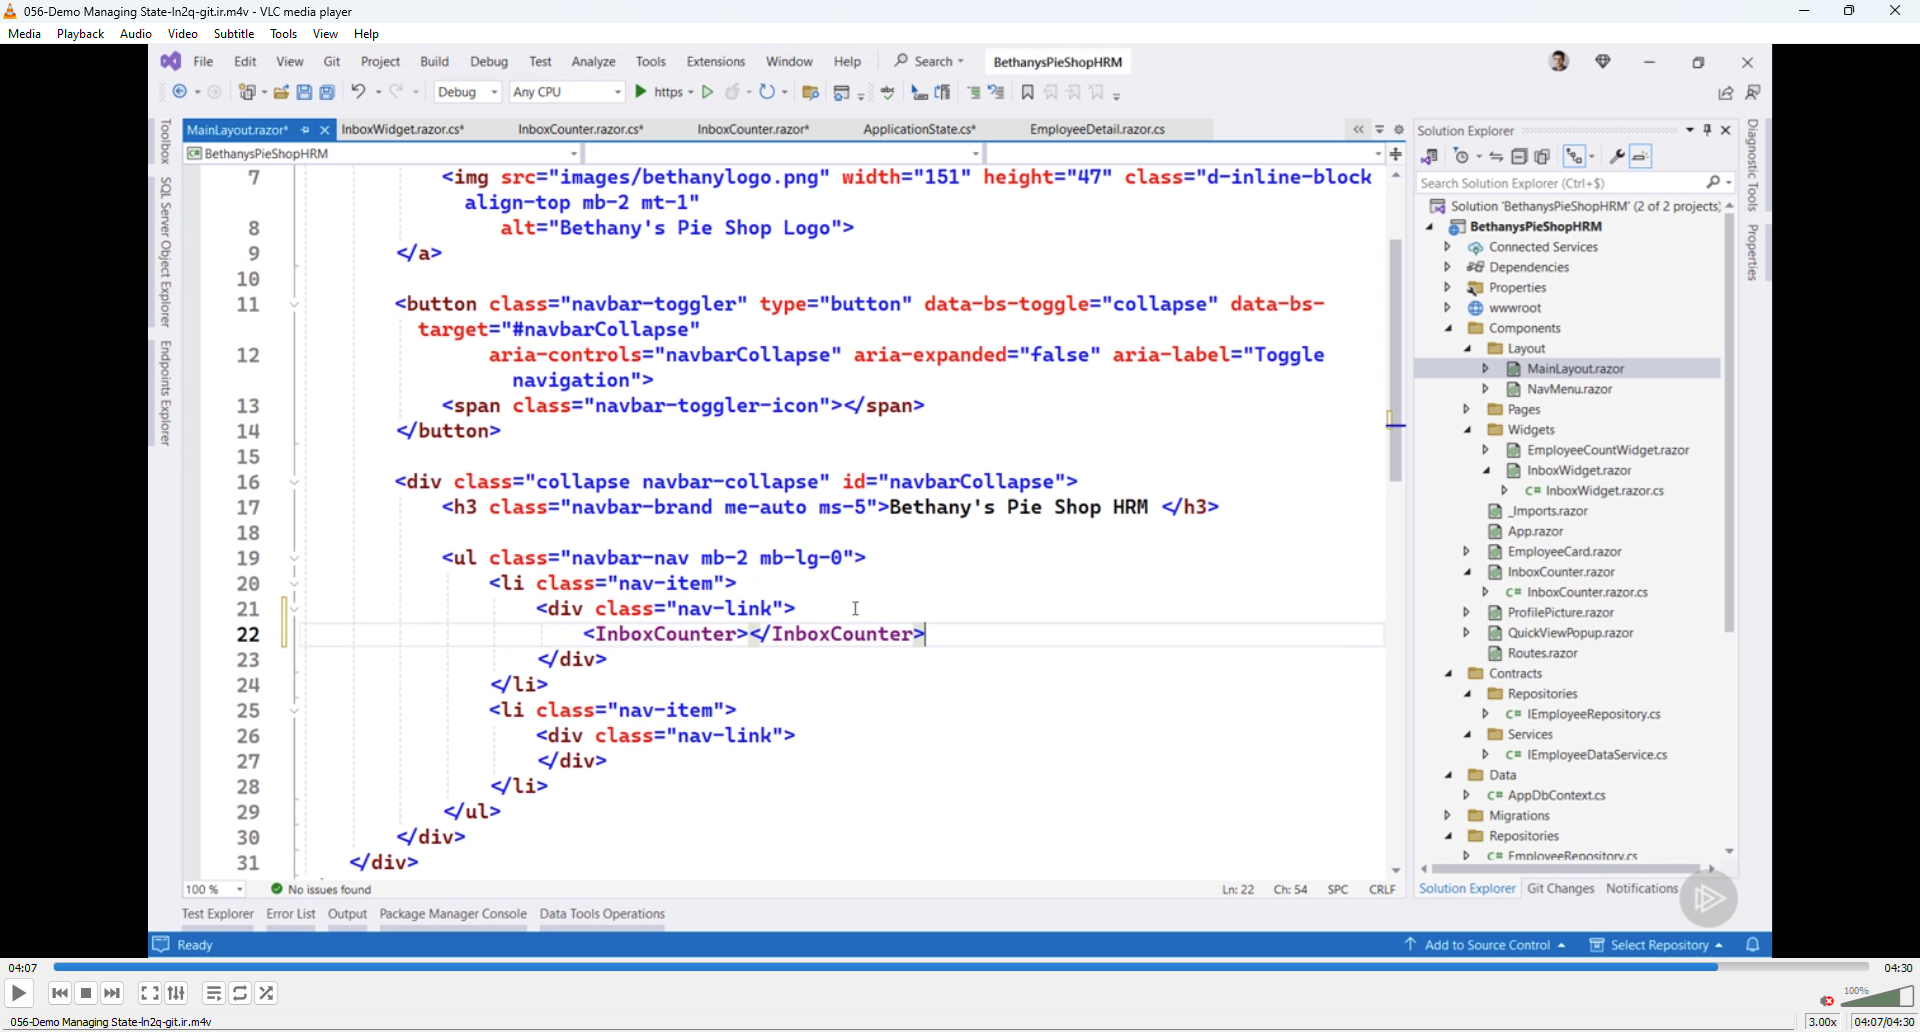 056-Demo Managing State-ln2q-git.ir.m4v - VLC media player
Media Playback Audio Video Subtitle Tools View Help
File Edit View Git Project Build Debug Test Analyze Tools Extensions Window Help Search BethanysPieShopHRM
Debug Any CPU https
MainLayout.razor* InboxWidget.razor.cs* InboxCounter.razor.cs* InboxCounter.razor* ApplicationState.cs* EmployeeDetail.razor.cs
BethanysPieShopHRM
Toolbox
SQL Server Object Explorer
Endpoints Explorer
7 <img src="images/bethanylogo.png" width="151" height="47" class="d-inline-block
align-top mb-2 mt-1"
8 alt="Bethany's Pie Shop Logo">
9 </a>
10
11 <button class="navbar-toggler" type="button" data-bs-toggle="collapse" data-bs-
target="#navbarCollapse"
12 aria-controls="navbarCollapse" aria-expanded="false" aria-label="Toggle
navigation">
13 <span class="navbar-toggler-icon"></span>
14 </button>
15
16 <div class="collapse navbar-collapse" id="navbarCollapse">
17 <h3 class="navbar-brand me-auto ms-5">Bethany's Pie Shop HRM </h3>
18
19 <ul class="navbar-nav mb-2 mb-lg-0">
20 <li class="nav-item">
21 <div class="nav-link">
22 <InboxCounter></InboxCounter>
23 </div>
24 </li>
25 <li class="nav-item">
26 <div class="nav-link">
27 </div>
28 </li>
29 </ul>
30 </div>
31 </div>
100 % No issues found Ln: 22 Ch: 54 SPC CRLF
Solution Explorer
Search Solution Explorer (Ctrl+$)
Solution 'BethanysPieShopHRM' (2 of 2 projects)
BethanysPieShopHRM
Connected Services
Dependencies
Properties
wwwroot
Components
Layout
MainLayout.razor
NavMenu.razor
Pages
Widgets
EmployeeCountWidget.razor
InboxWidget.razor
C# InboxWidget.razor.cs
_Imports.razor
App.razor
EmployeeCard.razor
InboxCounter.razor
C# InboxCounter.razor.cs
ProfilePicture.razor
QuickViewPopup.razor
Routes.razor
Contracts
Repositories
C# IEmployeeRepository.cs
Services
C# IEmployeeDataService.cs
Data
C# AppDbContext.cs
Migrations
Repositories
C# EmployeeRepository.cs
Solution Explorer Git Changes Notifications
Diagnostic Tools
Properties
Test Explorer Error List Output Package Manager Console Data Tools Operations
Ready Add to Source Control Select Repository
04:07 04:30
100%
056-Demo Managing State-ln2q-git.ir.m4v 3.00x 04:07/04:30